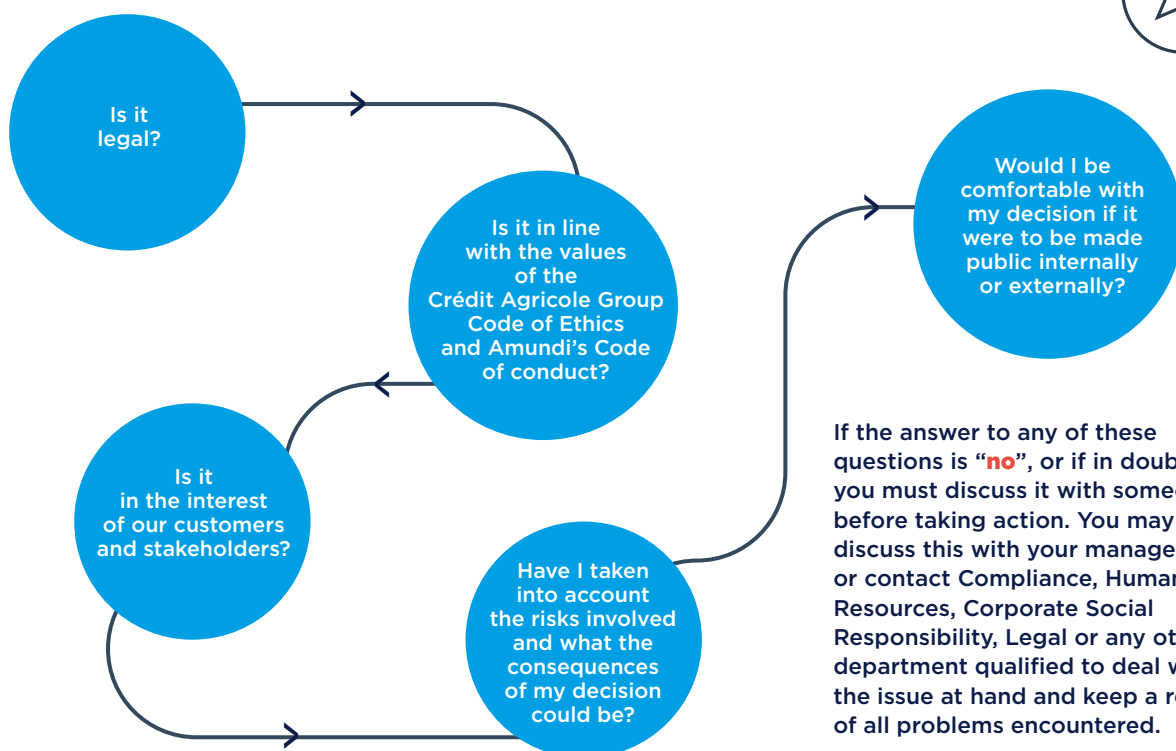 Is it
legal?
Is it in line
with the values
of the
Crédit Agricole Group
Code of Ethics
and Amundi's Code
of conduct?
Is it
in the interest
of our customers
and stakeholders?
Have I taken
into account
the risks involved
and what the
consequences
of my decision
could be?
Would I be
comfortable with
my decision if it
were to be made
public internally
or externally?
If the answer to any of these
questions is “no”, or if in
you must discuss it with
before taking action. You may
discuss this with your
or contact Compliance,
Resources, Corporate Social
Responsibility, Legal or any
department qualified to deal
the issue at hand and keep a
of all problems encountered.